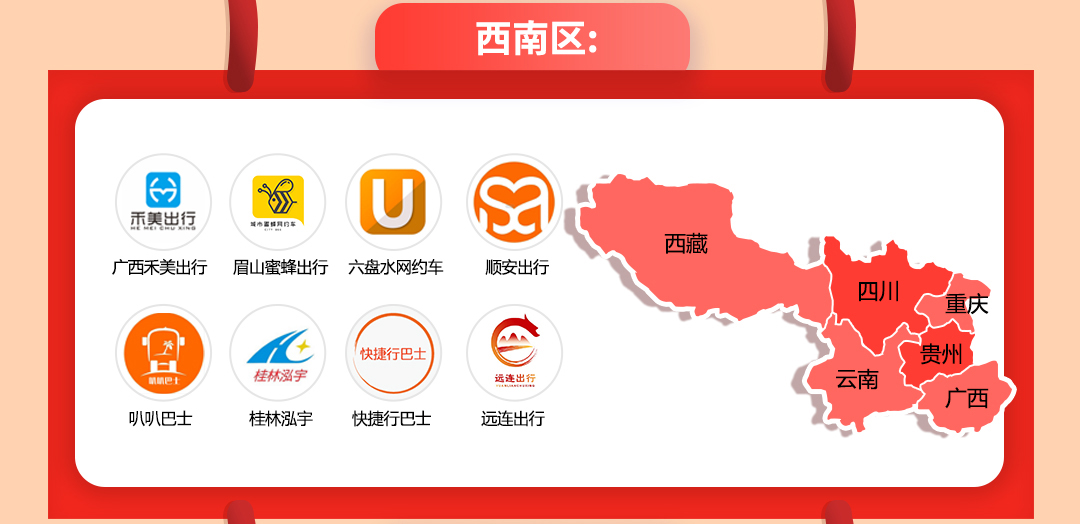 西南区:
禾美出行
HE MEI CHU XING
城市蜜蜂网约车
U
广西禾美出行
眉山蜜蜂出行
六盘水网约车
顺安出行
叭叭巴士
桂林泓宇
快捷行巴士
远连出行
叭叭巴士
桂林泓宇
快捷行巴士
远连出行
西藏
四川
重庆
贵州
云南
广西